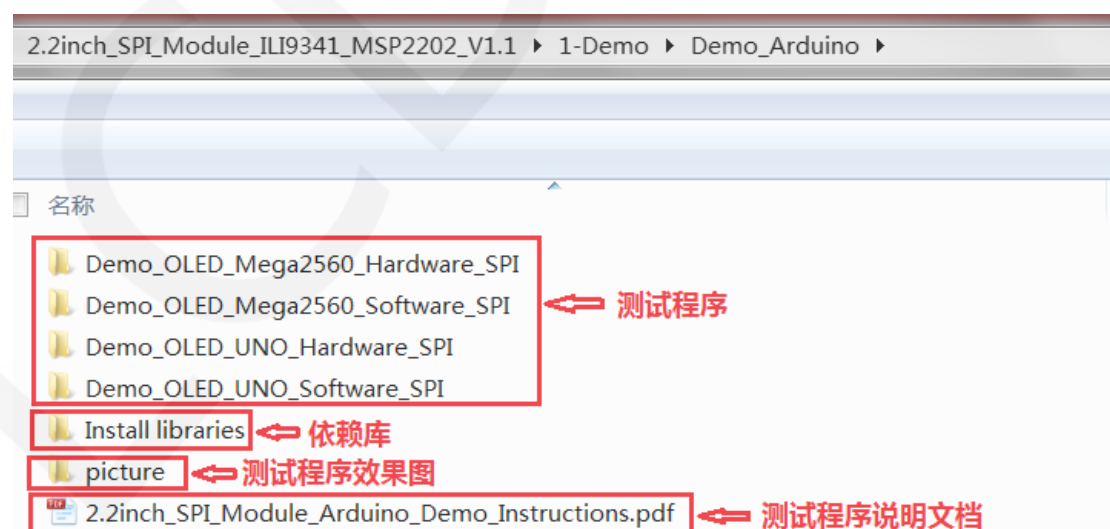 2.2inch_SPI_Module_ILI9341_MSP2202_V1.1 ▸ 1-Demo ▸ Demo_Arduino ▸
名称
Demo_OLED_Mega2560_Hardware_SPI
Demo_OLED_Mega2560_Software_SPI 测试程序
Demo_OLED_UNO_Hardware_SPI
Demo_OLED_UNO_Software_SPI
Install libraries 依赖库
picture 测试程序效果图
2.2inch_SPI_Module_Arduino_Demo_Instructions.pdf 测试程序说明文档